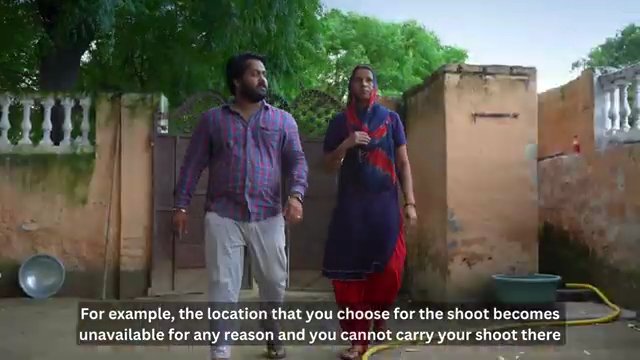 For example, the location that you choose for the shoot becomes
unavailable for any reason and you cannot carry your shoot there